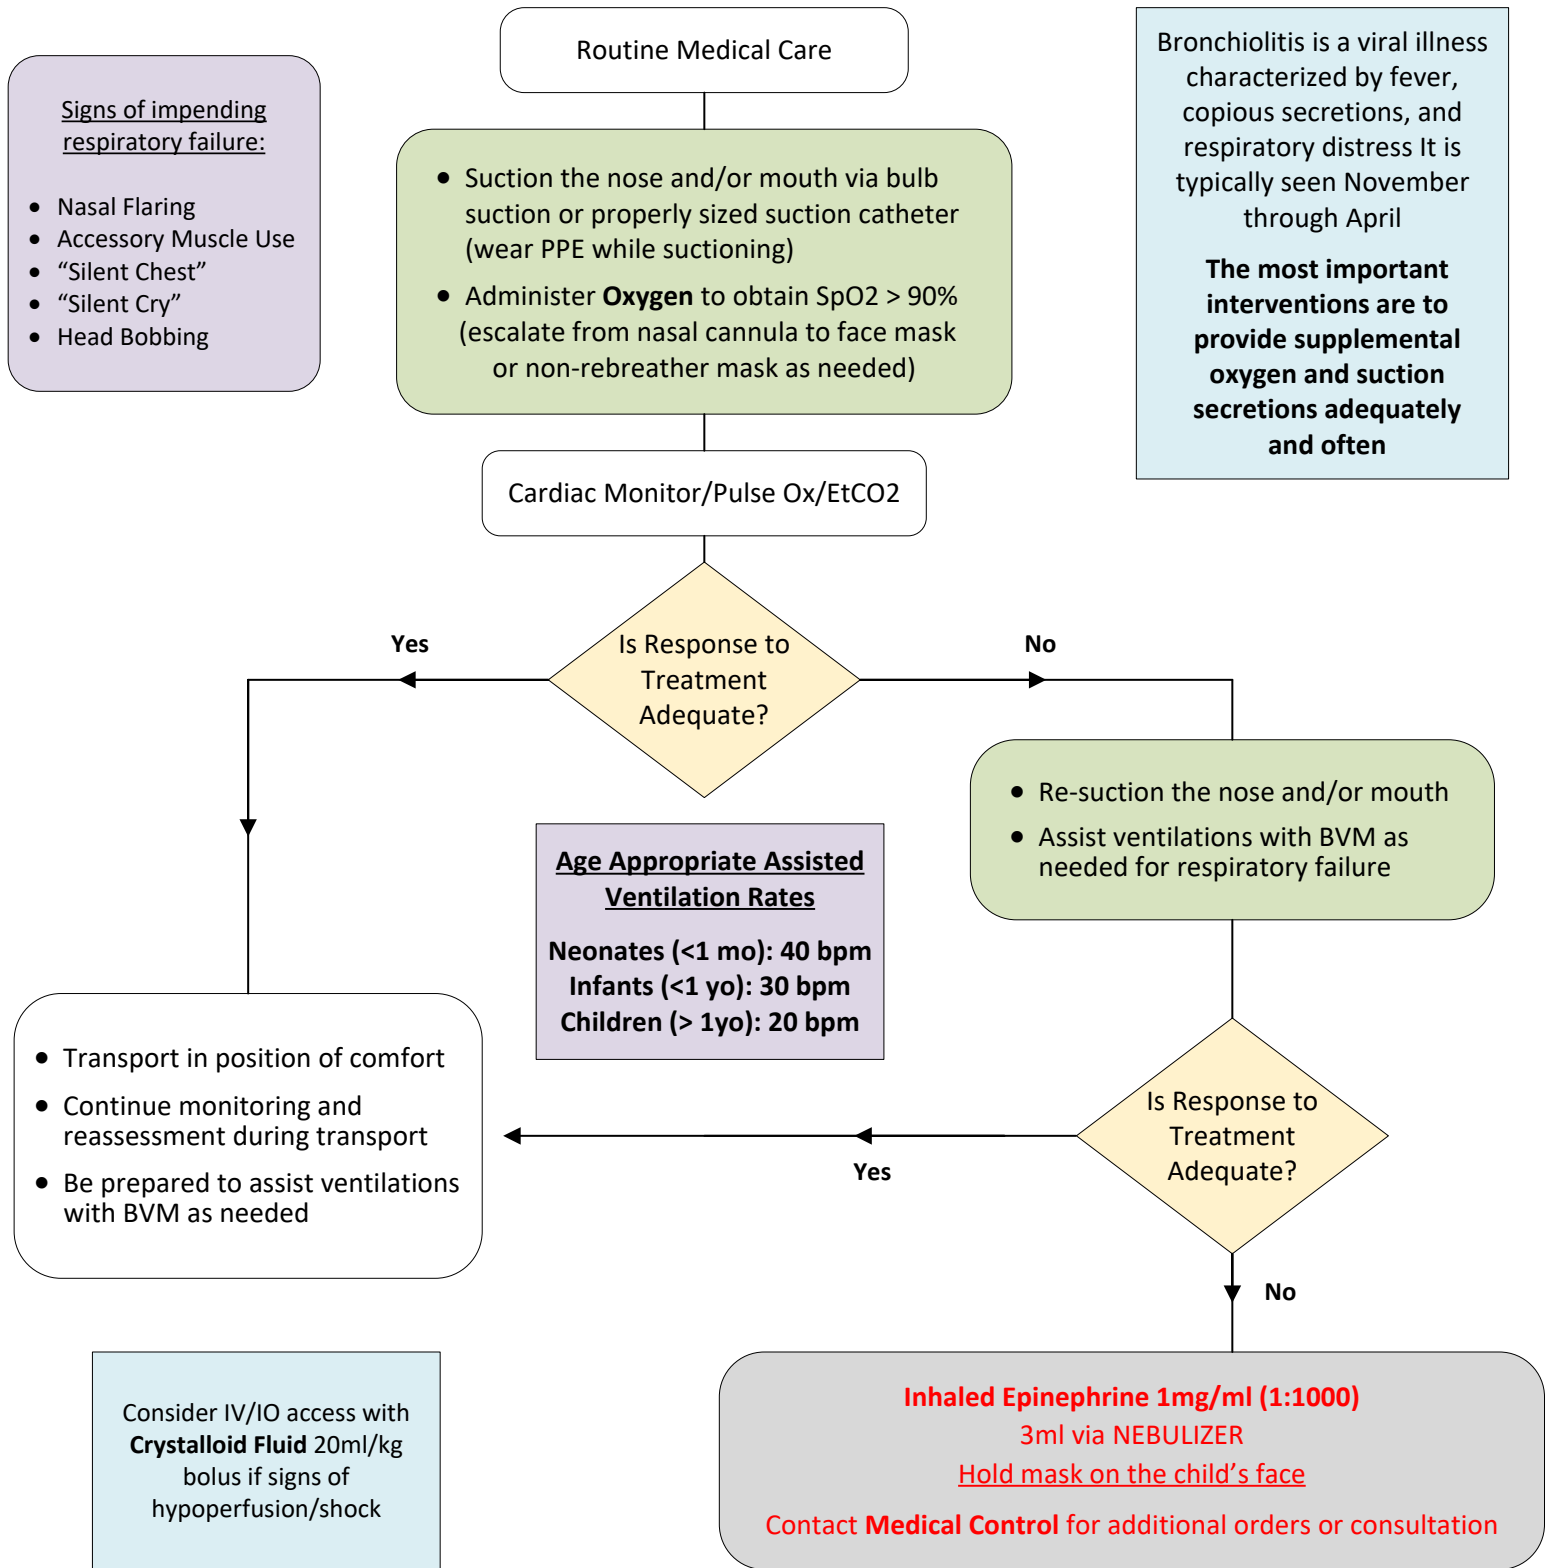 Routine Medical Care
Signs of impending
respiratory failure:
• Nasal Flaring
• Accessory Muscle Use
• “Silent Chest”
• “Silent Cry”
• Head Bobbing
• Suction the nose and/or mouth via bulb
suction or properly sized suction catheter
(wear PPE while suctioning)
• Administer Oxygen to obtain SpO2 > 90%
(escalate from nasal cannula to face mask
or non-rebreather mask as needed)
Bronchiolitis is a viral illness
characterized by fever,
copious secretions, and
respiratory distress It is
typically seen November
through April
The most important
interventions are to
provide supplemental
oxygen and suction
secretions adequately
and often
Cardiac Monitor/Pulse Ox/EtCO2
Is Response to
Treatment
Adequate?
Yes
No
• Re-suction the nose and/or mouth
• Assist ventilations with BVM as
needed for respiratory failure
Age Appropriate Assisted
Ventilation Rates
Neonates (<1 mo): 40 bpm
Infants (<1 yo): 30 bpm
Children (> 1yo): 20 bpm
• Transport in position of comfort
• Continue monitoring and
reassessment during transport
• Be prepared to assist ventilations
with BVM as needed
Is Response to
Treatment
Adequate?
Yes
No
Consider IV/IO access with
Crystalloid Fluid 20ml/kg
bolus if signs of
hypoperfusion/shock
Inhaled Epinephrine 1mg/ml (1:1000)
3ml via NEBULIZER
Hold mask on the child’s face
Contact Medical Control for additional orders or consultation